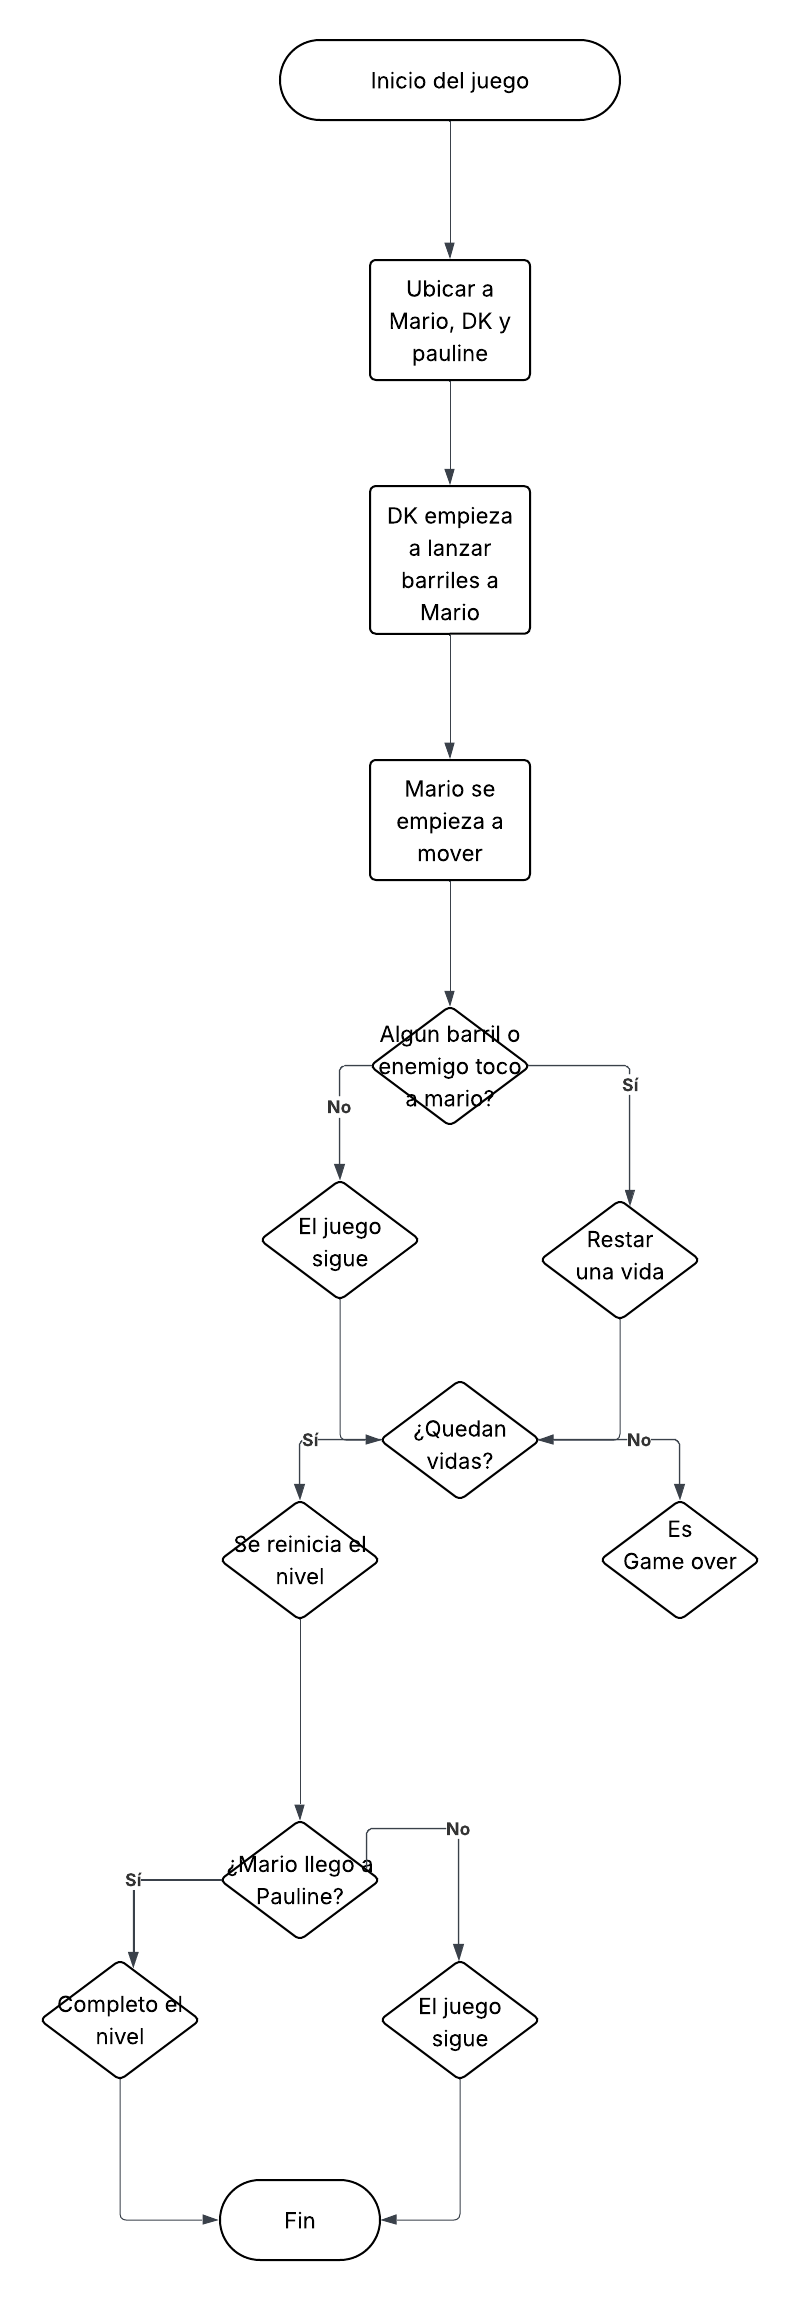 Inicio del juego
Ubicar a
Mario, DK y
pauline
DK empieza
a lanzar
barriles a
Mario
Mario se
empieza a
mover
Algun barril o
enemigo toco
a mario?
No
Sí
El juego
sigue
Restar
una vida
¿Quedan
vidas?
Sí
No
Se reinicia el
nivel
Es
Game over
¿Mario llego a
Pauline?
No
Sí
Completo el
nivel
El juego
sigue
Fin